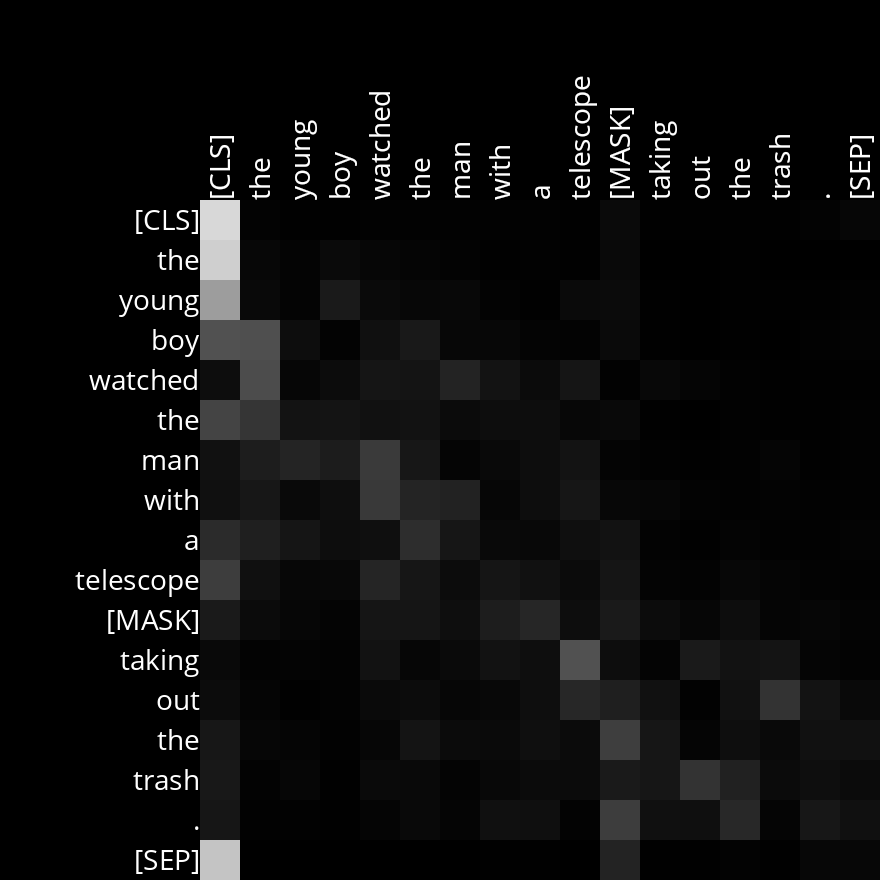 [CLS] the young boy watched the man with a telescope [MASK] taking out the trash . [SEP]
[CLS]
the
young
boy
watched
the
man
with
a
telescope
[MASK]
taking
out
the
trash
.
[SEP]